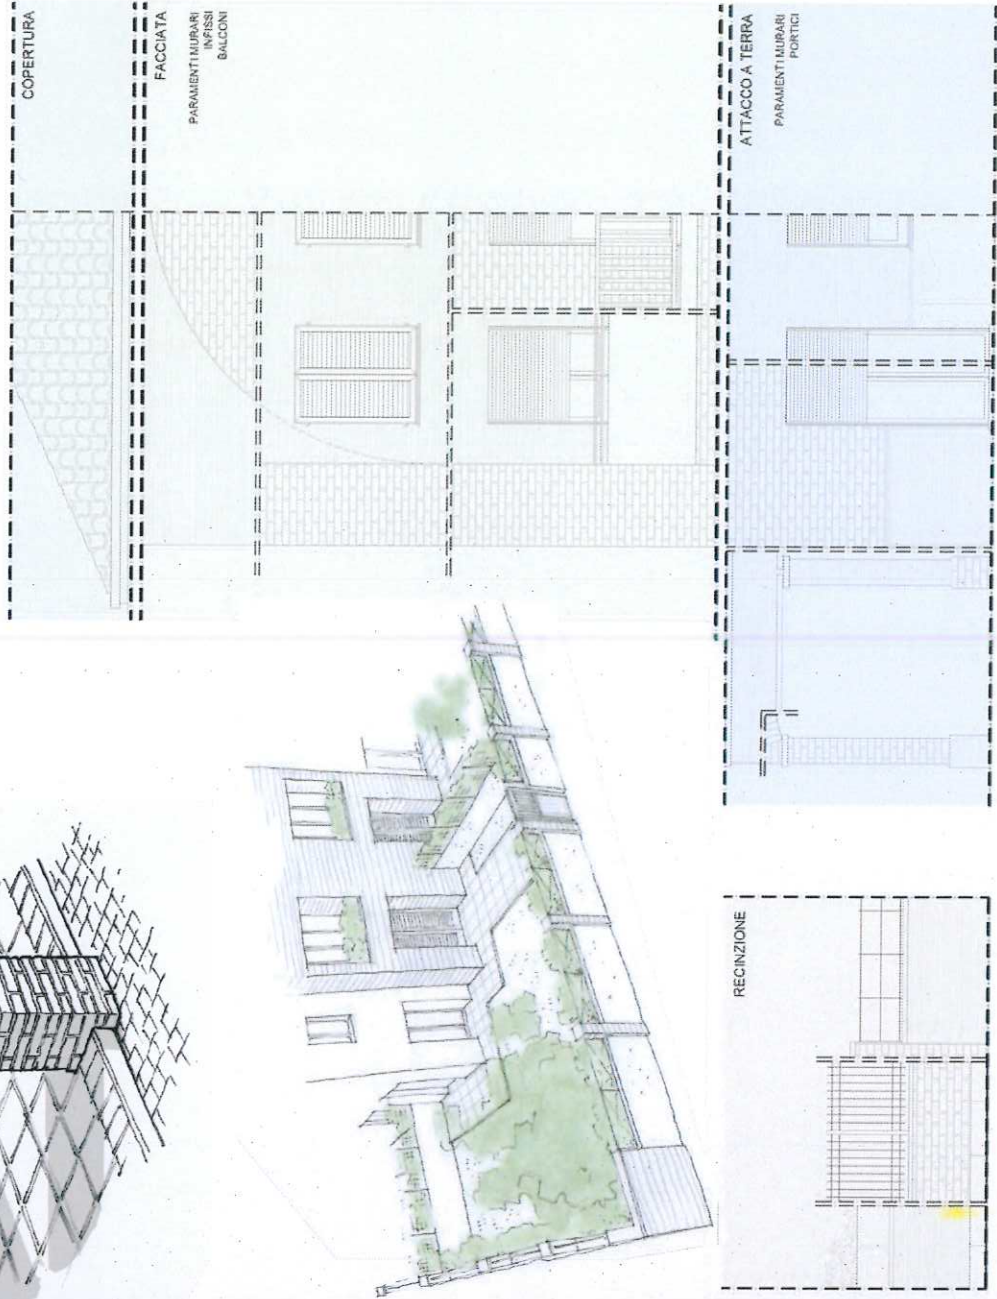 COPERTURA
FACCIATA
PARAMENTI MURARI
INFISSI
BALCONI
ATTACCO A TERRA
PARAMENTI MURARI
PORTICI
RECINZIONE